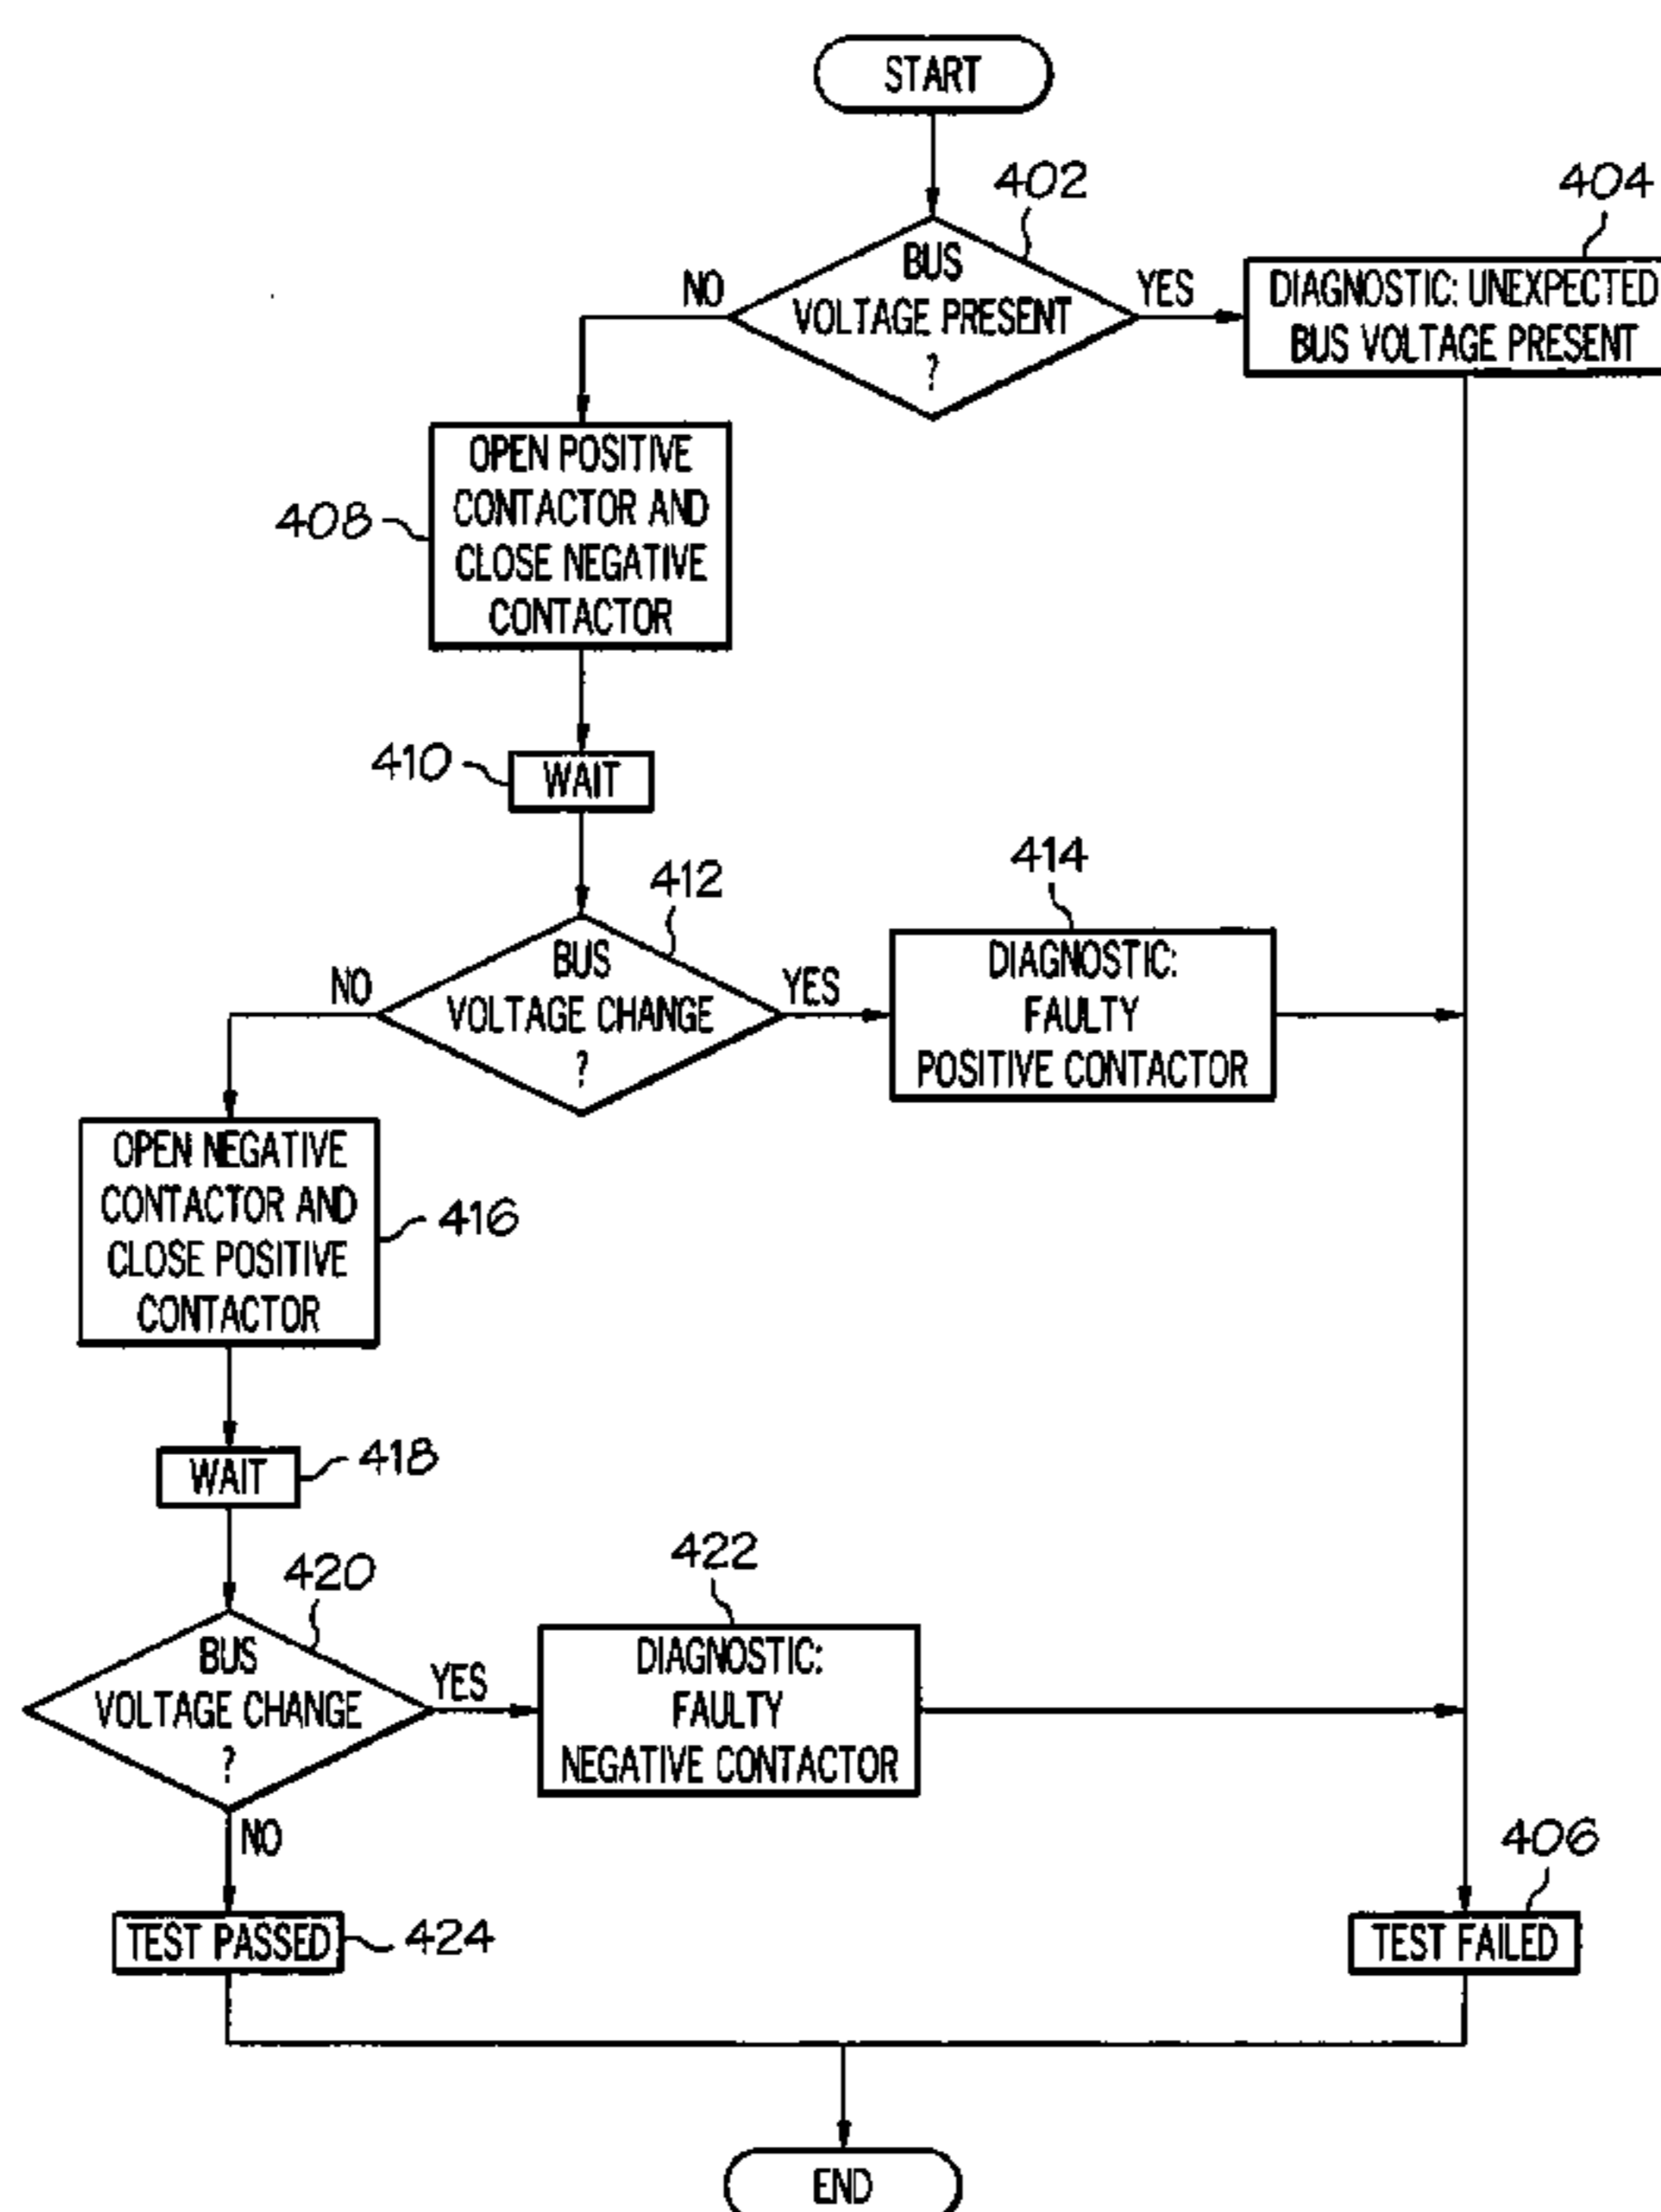 START
402
404
BUS
VOLTAGE PRESENT
?
NO
YES
DIAGNOSTIC: UNEXPECTED
BUS VOLTAGE PRESENT
408
OPEN POSITIVE
CONTACTOR AND
CLOSE NEGATIVE
CONTACTOR
410
WAIT
412
BUS
VOLTAGE CHANGE
?
NO
YES
414
DIAGNOSTIC:
FAULTY
POSITIVE CONTACTOR
OPEN NEGATIVE
CONTACTOR AND
CLOSE POSITIVE
CONTACTOR
416
WAIT
418
420
BUS
VOLTAGE CHANGE
?
YES
NO
422
DIAGNOSTIC:
FAULTY
NEGATIVE CONTACTOR
406
TEST PASSED
424
TEST FAILED
END